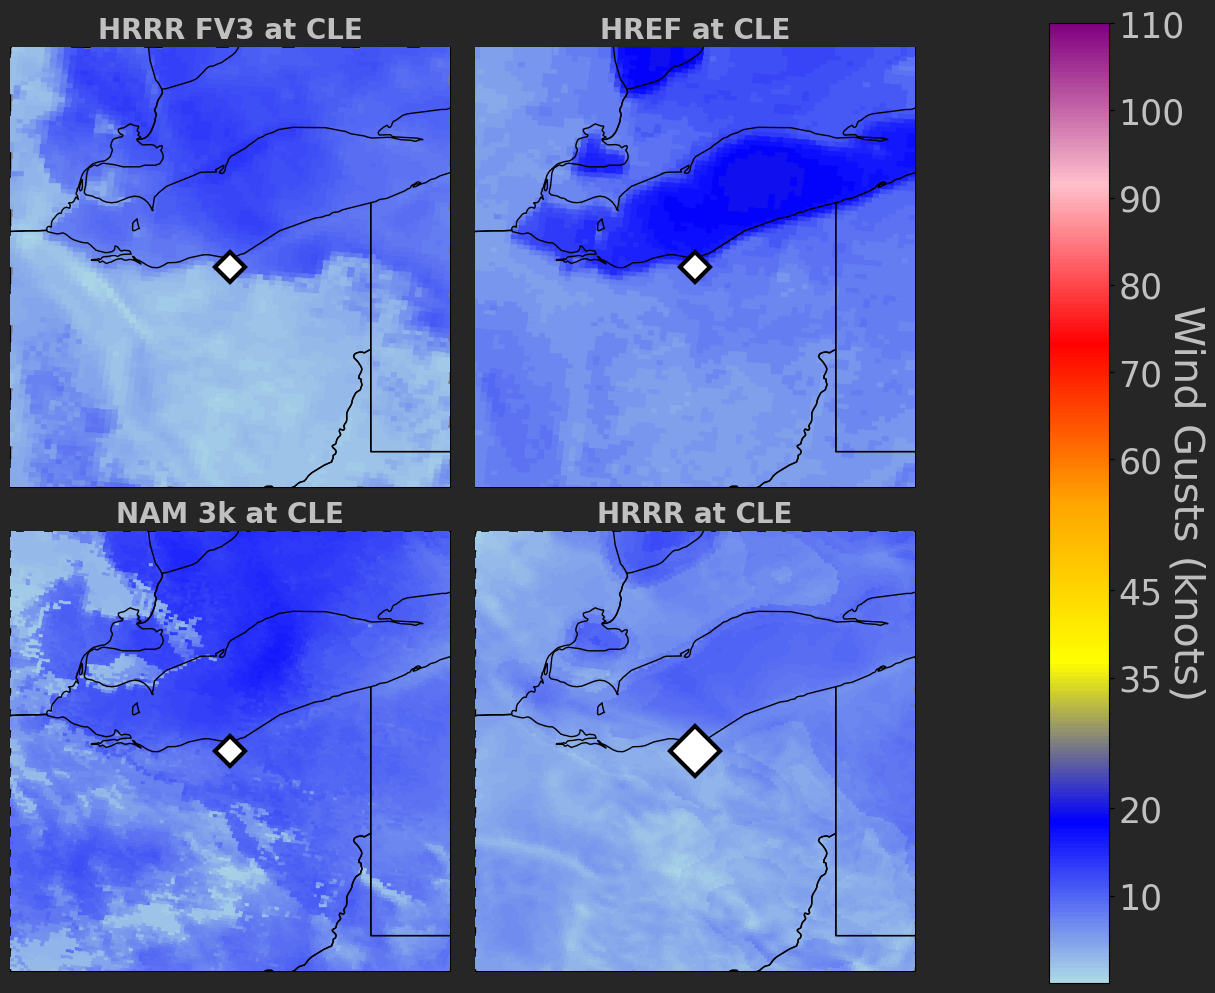 HRRR FV3 at CLE
HREF at CLE
NAM 3k at CLE
HRRR at CLE
110
100
90
80
70
60
45
35
20
10
Wind Gusts (knots)